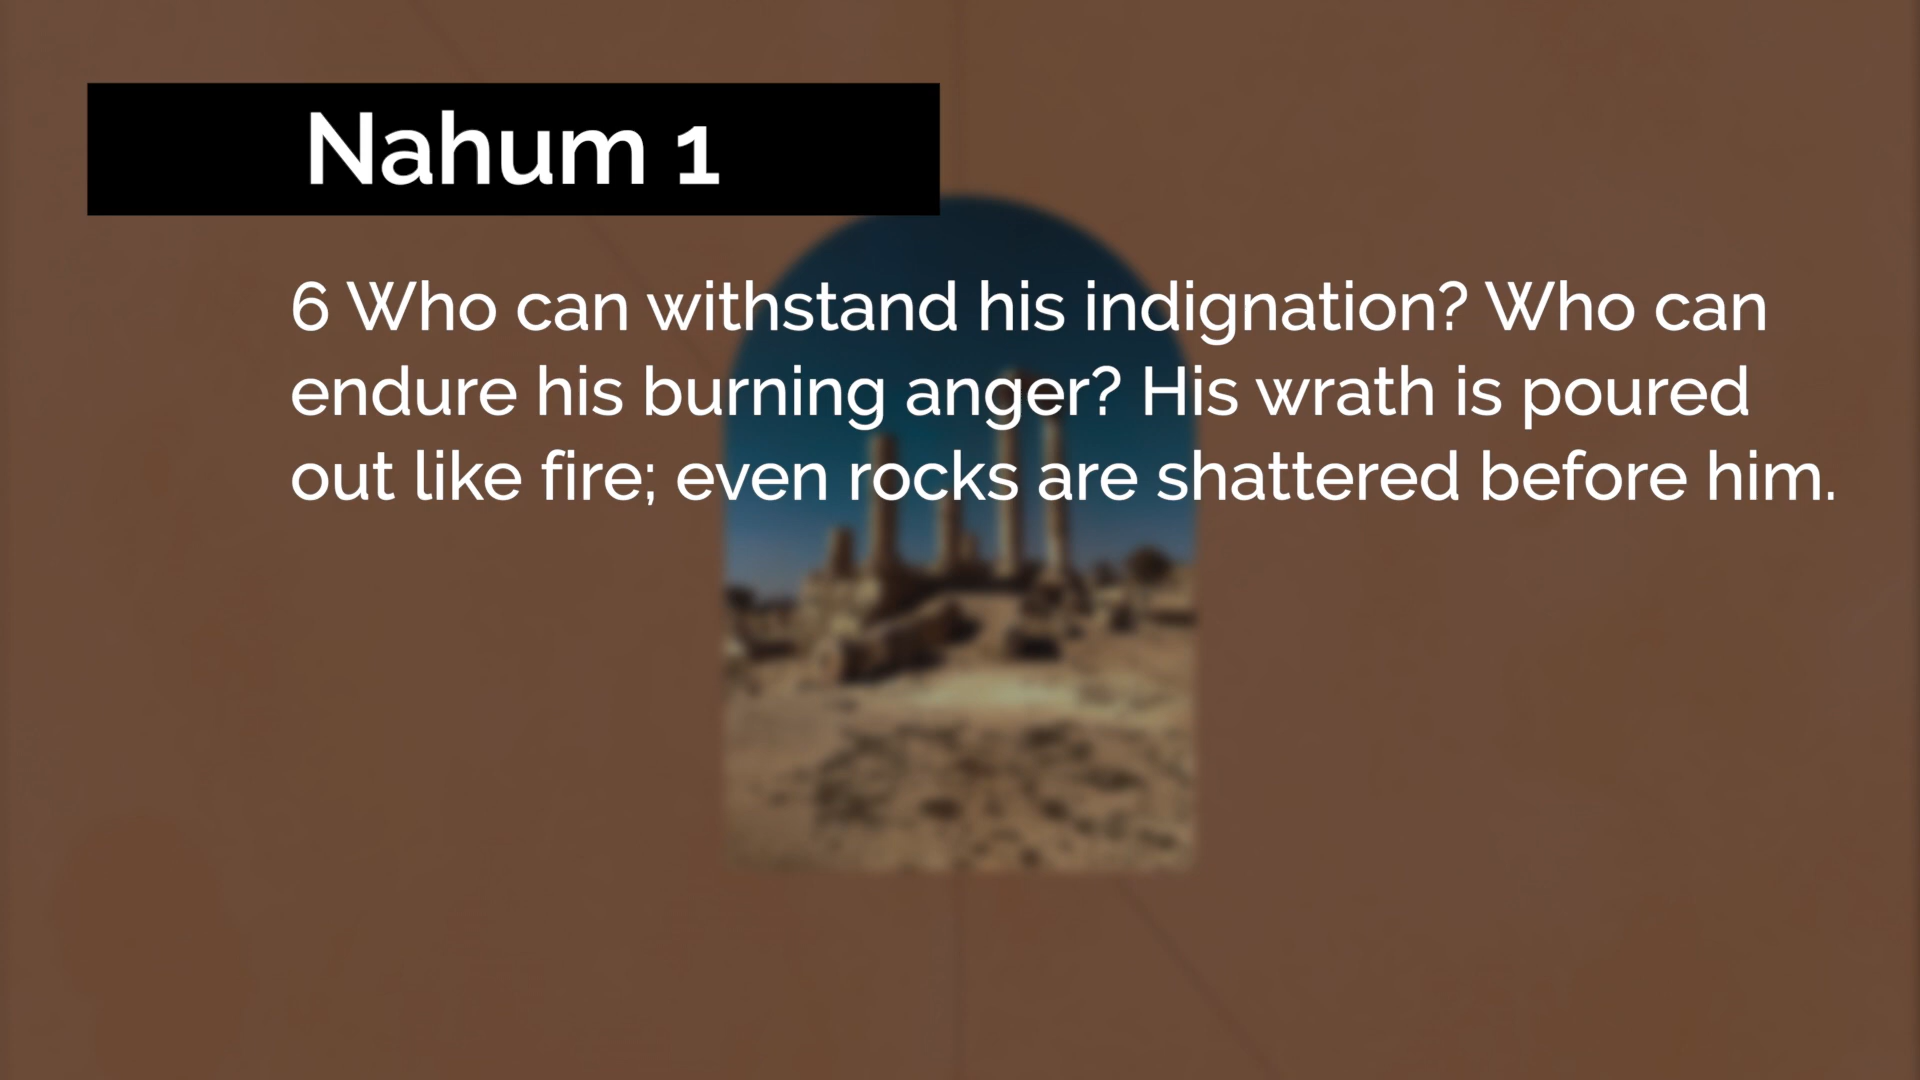 Nahum 1
6 Who can withstand his indignation? Who can
endure his burning anger? His wrath is poured
out like fire; even rocks are shattered before him.